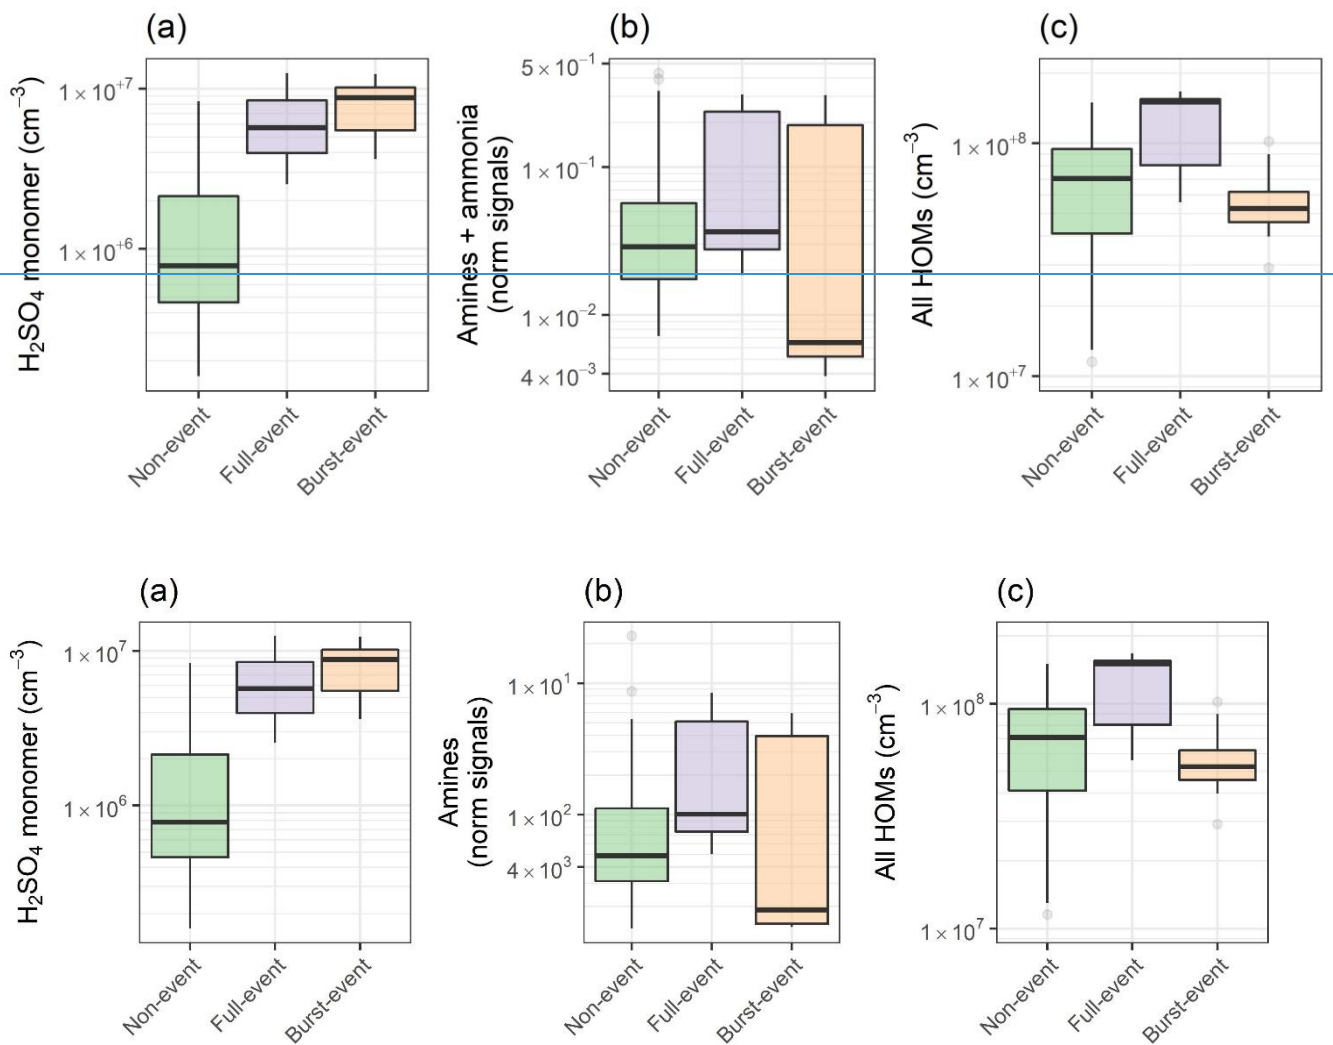 (a)
(b)
(c)
H₂SO₄ monomer (cm⁻³)
1 × 10⁺⁷
1 × 10⁺⁶
Non-event
Full-event
Burst-event
Amines + ammonia
(norm signals)
5 × 10⁻¹
1 × 10⁻¹
1 × 10⁻²
4 × 10⁻³
Non-event
Full-event
Burst-event
All HOMs (cm⁻³)
1 × 10⁺⁸
1 × 10⁺⁷
Non-event
Full-event
Burst-event
(a)
(b)
(c)
H₂SO₄ monomer (cm⁻³)
1 × 10⁷
1 × 10⁶
Non-event
Full-event
Burst-event
Amines
(norm signals)
1 × 10¹
1 × 10²
4 × 10³
Non-event
Full-event
Burst-event
All HOMs (cm⁻³)
1 × 10⁸
1 × 10⁷
Non-event
Full-event
Burst-event